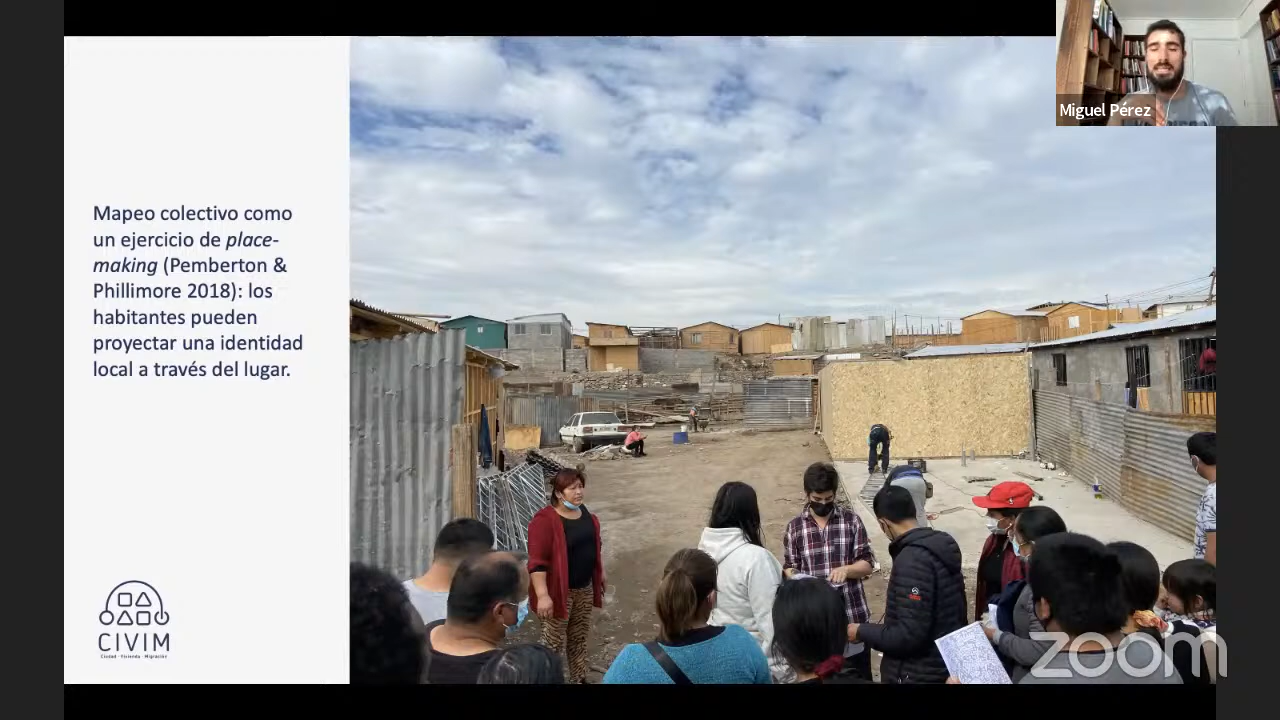 Miguel Pérez
Mapeo colectivo como
un ejercicio de place-
making (Pemberton &
Phillimore 2018): los
habitantes pueden
proyectar una identidad
local a través del lugar.
CIVIM
Ciudad · Vivienda · Migración
zoom